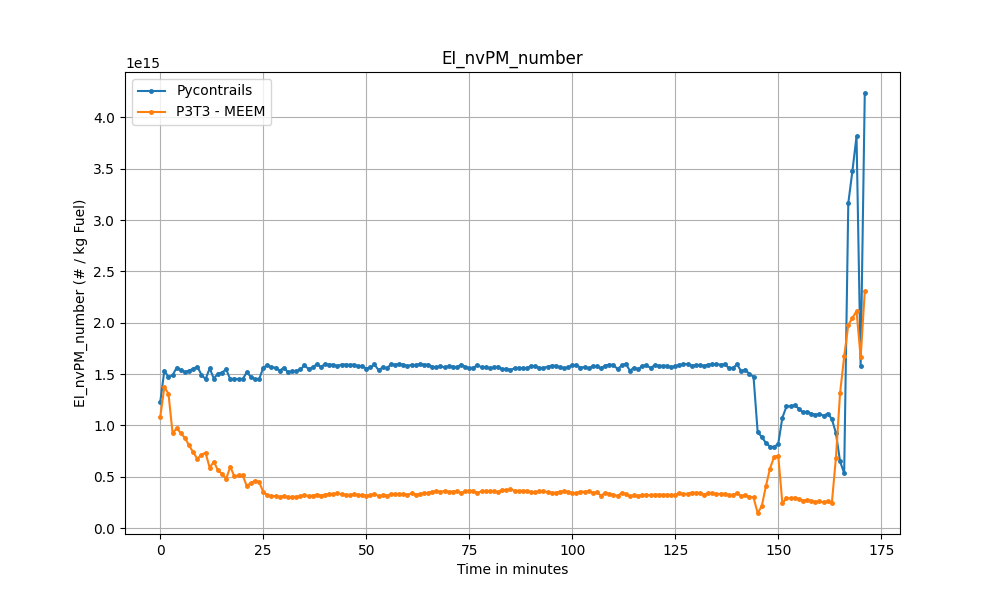 EI_nvPM_number
1e15
Pycontrails
P3T3 - MEEM
4.0
3.5
3.0
2.5
2.0
1.5
1.0
0.5
0.0
EI_nvPM_number (# / kg Fuel)
0 25 50 75 100 125 150 175
Time in minutes